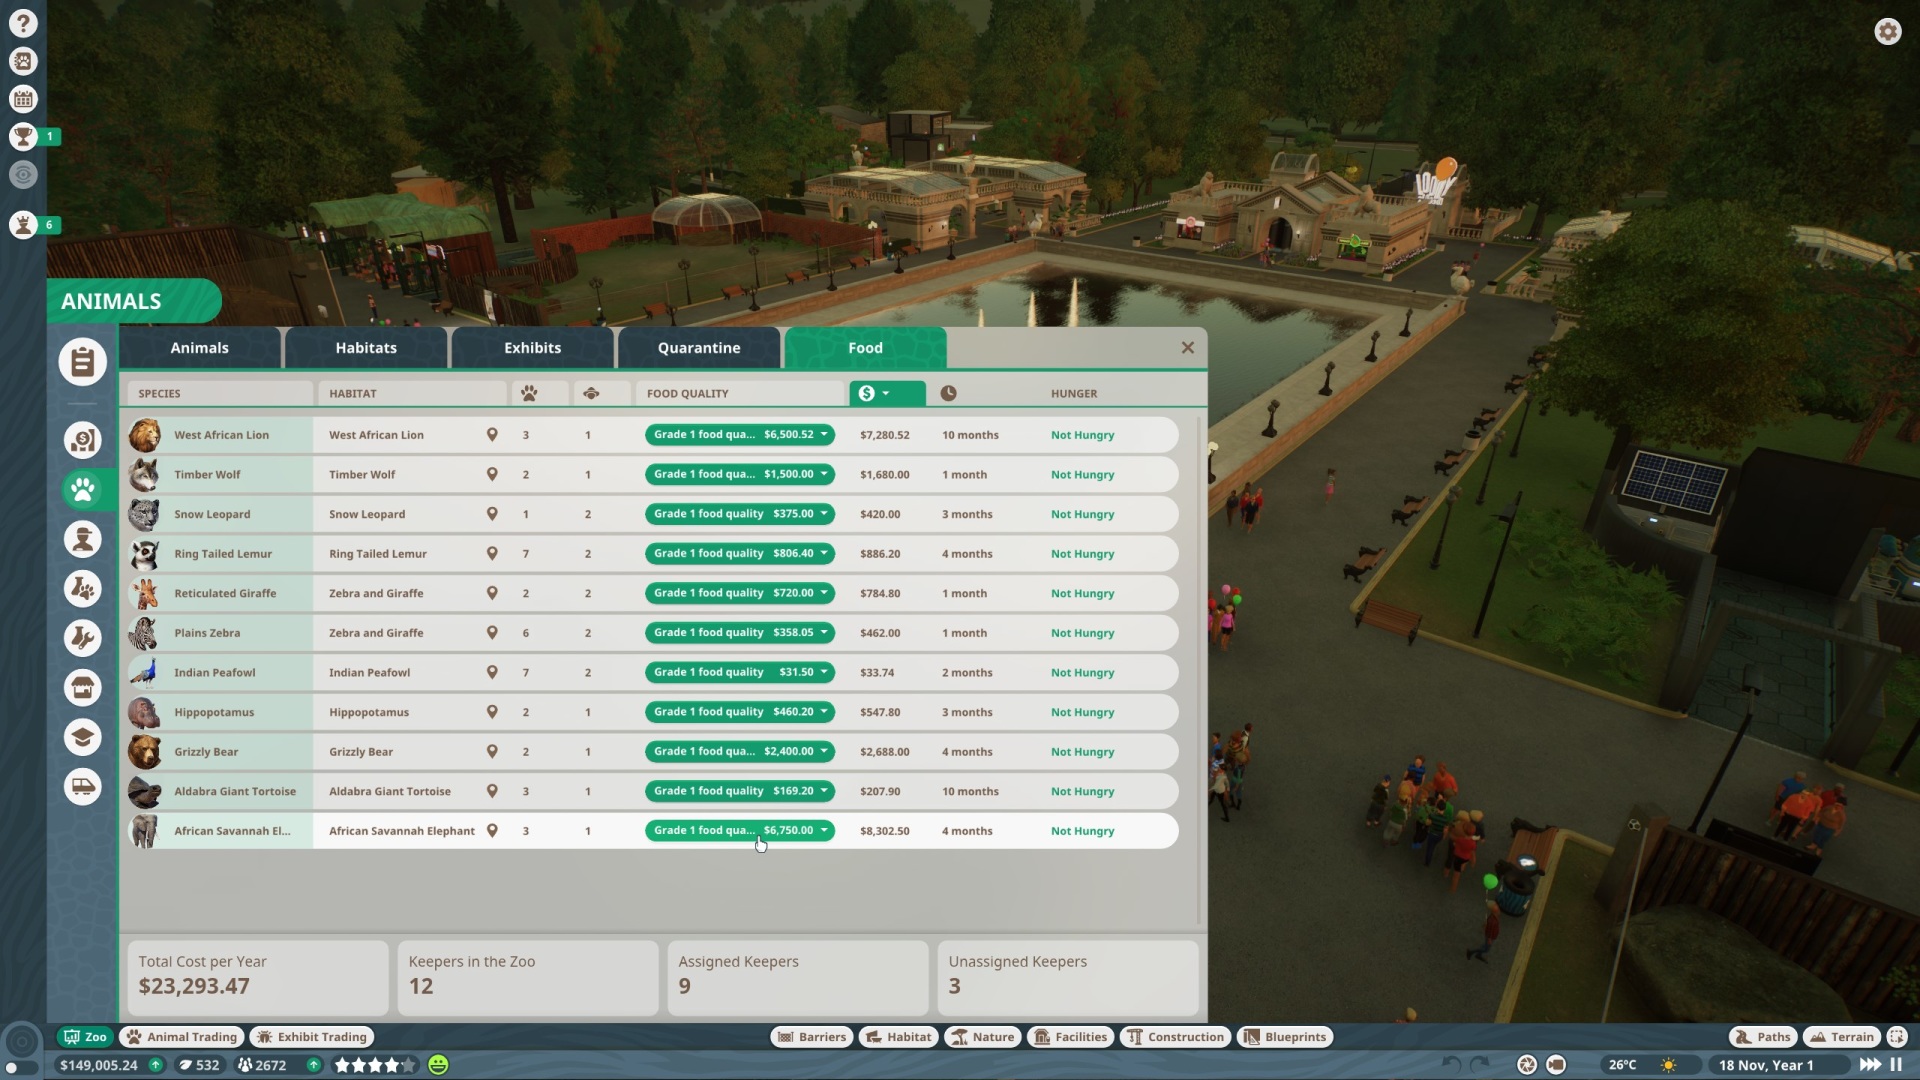 ?
1
6
ANIMALS
Animals Habitats Exhibits Quarantine Food
SPECIES HABITAT FOOD QUALITY $ HUNGER
West African Lion West African Lion 3 1 Grade 1 food qua... $6,500.52 $7,280.52 10 months Not Hungry
Timber Wolf Timber Wolf 2 1 Grade 1 food qua... $1,500.00 $1,680.00 1 month Not Hungry
Snow Leopard Snow Leopard 1 2 Grade 1 food quality $375.00 $420.00 3 months Not Hungry
Ring Tailed Lemur Ring Tailed Lemur 7 2 Grade 1 food quality $806.40 $886.20 4 months Not Hungry
Reticulated Giraffe Zebra and Giraffe 2 2 Grade 1 food quality $720.00 $784.80 1 month Not Hungry
Plains Zebra Zebra and Giraffe 6 2 Grade 1 food quality $358.05 $462.00 1 month Not Hungry
Indian Peafowl Indian Peafowl 7 2 Grade 1 food quality $31.50 $33.74 2 months Not Hungry
Hippopotamus Hippopotamus 2 1 Grade 1 food quality $460.20 $547.80 3 months Not Hungry
Grizzly Bear Grizzly Bear 2 1 Grade 1 food qua... $2,400.00 $2,688.00 4 months Not Hungry
Aldabra Giant Tortoise Aldabra Giant Tortoise 3 1 Grade 1 food quality $169.20 $207.90 10 months Not Hungry
African Savannah El... African Savannah Elephant 3 1 Grade 1 food qua... $6,750.00 $8,302.50 4 months Not Hungry
Total Cost per Year Keepers in the Zoo Assigned Keepers Unassigned Keepers
$23,293.47 12 9 3
Zoo Animal Trading Exhibit Trading Barriers Habitat Nature Facilities Construction Blueprints Paths Terrain
$149,005.24 532 2672 26°C 18 Nov, Year 1